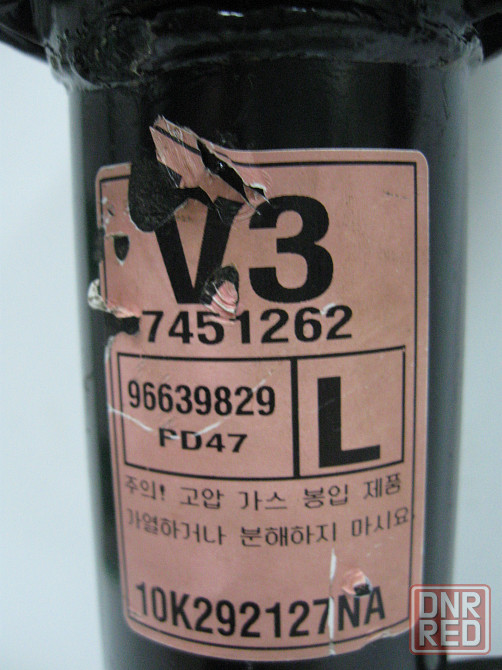 V3
7451262
96639829
L
PD47
주의! 고압 가스 봉입 제품
가열하거나 분해하지 마시요.
10K292127NA
DNR
RED